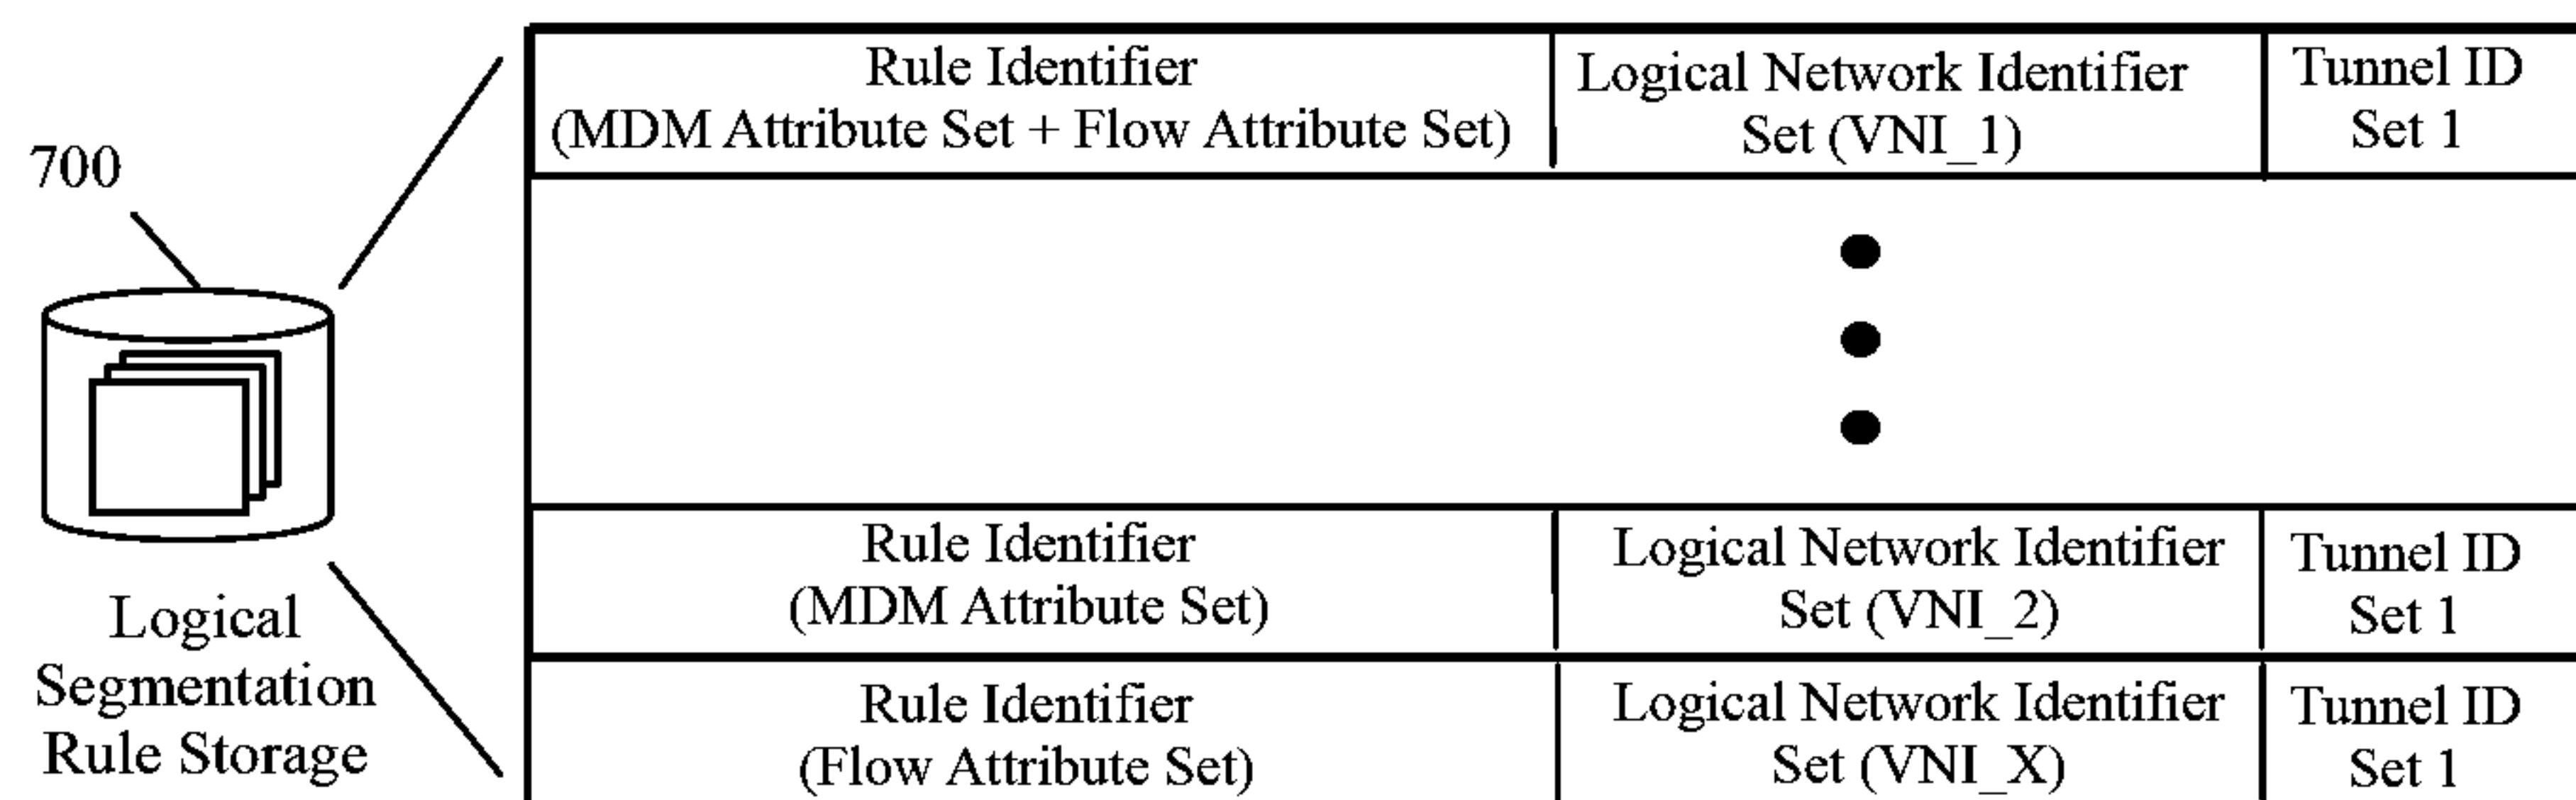 Rule Identifier
(MDM Attribute Set + Flow Attribute Set)
Logical Network Identifier
Set (VNI_1)
Tunnel ID
Set 1
700
Rule Identifier
(MDM Attribute Set)
Logical Network Identifier
Set (VNI_2)
Tunnel ID
Set 1
Logical
Segmentation
Rule Storage
Rule Identifier
(Flow Attribute Set)
Logical Network Identifier
Set (VNI_X)
Tunnel ID
Set 1